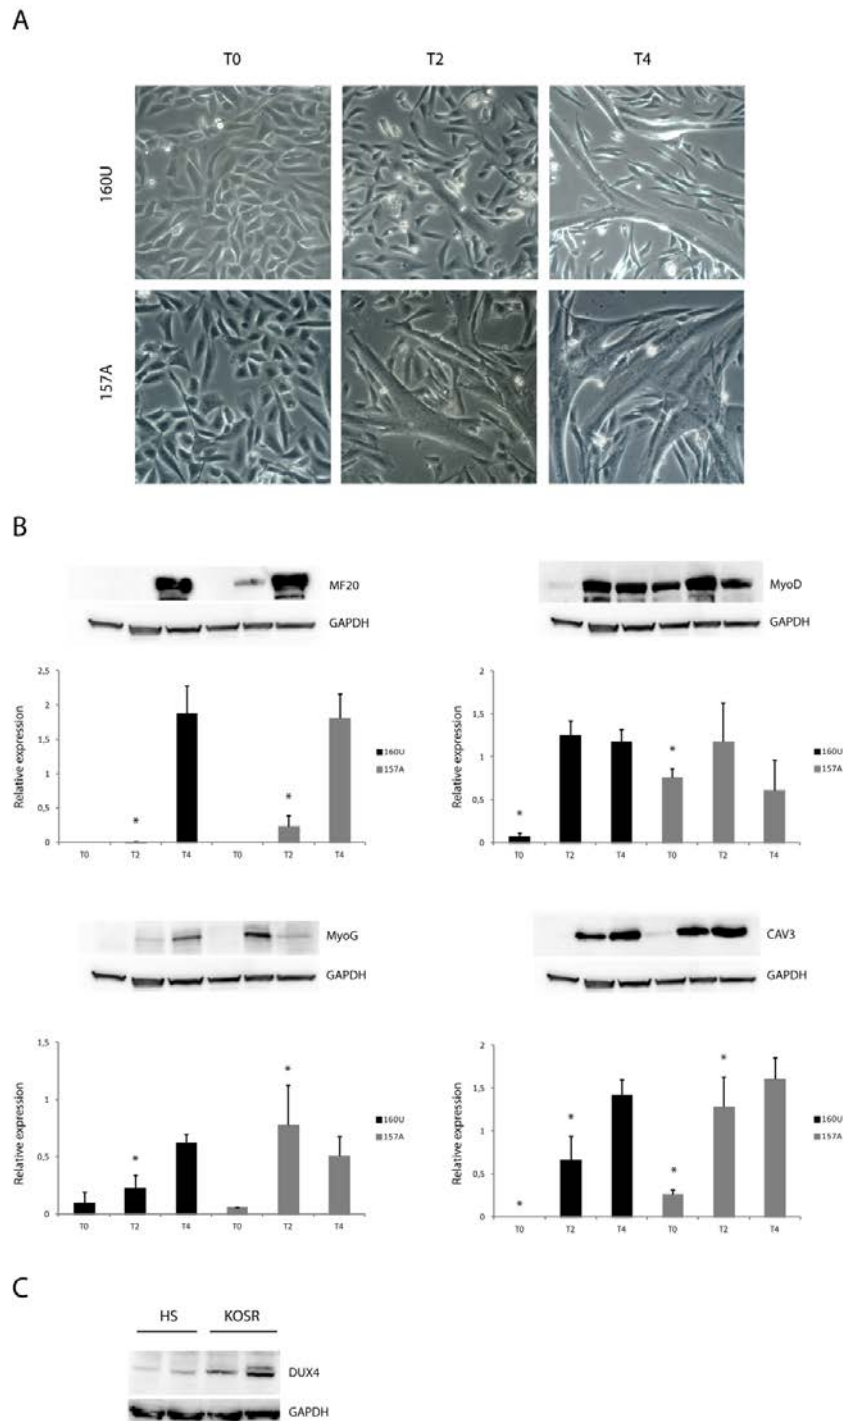 A
T0 T2 T4
160U
157A
B
MF20
GAPDH
2,5
2
1,5
1
0,5
0
Relative expression
T0 T2 T4 T0 T2 T4
160U
157A
*
*
MyoD
GAPDH
2
1,5
1
0,5
0
Relative expression
T0 T2 T4 T0 T2 T4
160U
157A
*
*
MyoG
GAPDH
1,5
1
0,5
0
Relative expression
T0 T2 T4 T0 T2 T4
160U
157A
*
*
CAV3
GAPDH
2
1,5
1
0,5
0
Relative expression
T0 T2 T4 T0 T2 T4
160U
157A
*
*
*
*
C
HS KOSR
DUX4
GAPDH